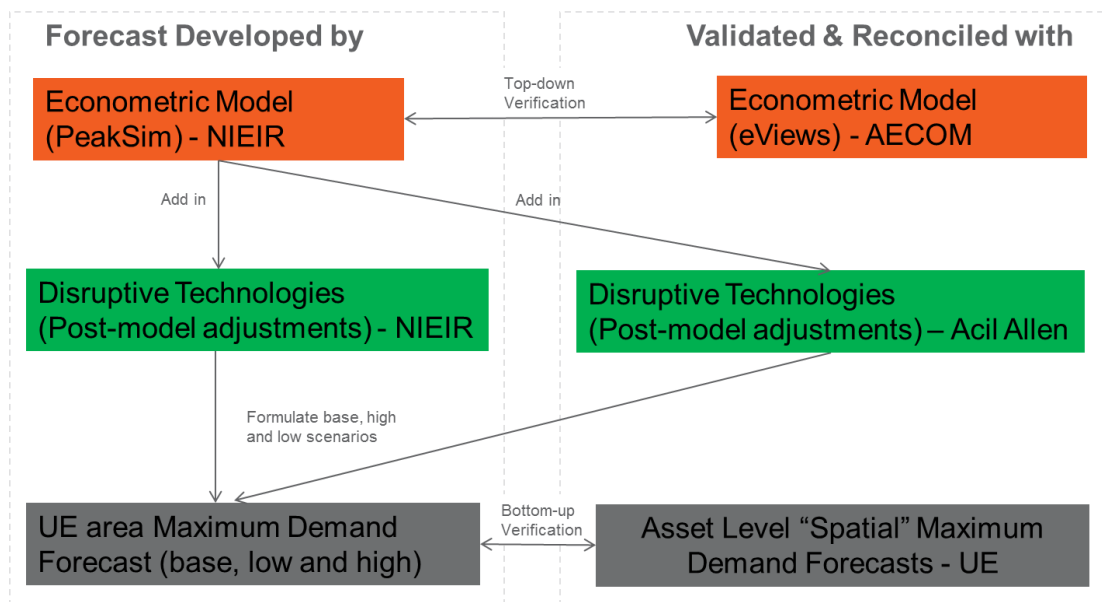 Forecast Developed by
Validated & Reconciled with
Econometric Model
(PeakSim) - NIEIR
Top-down
Verification
Econometric Model
(eViews) - AECOM
Add in
Add in
Disruptive Technologies
(Post-model adjustments) - NIEIR
Disruptive Technologies
(Post-model adjustments) – Acil Allen
Formulate base, high
and low scenarios
UE area Maximum Demand
Forecast (base, low and high)
Bottom-up
Verification
Asset Level “Spatial” Maximum
Demand Forecasts - UE